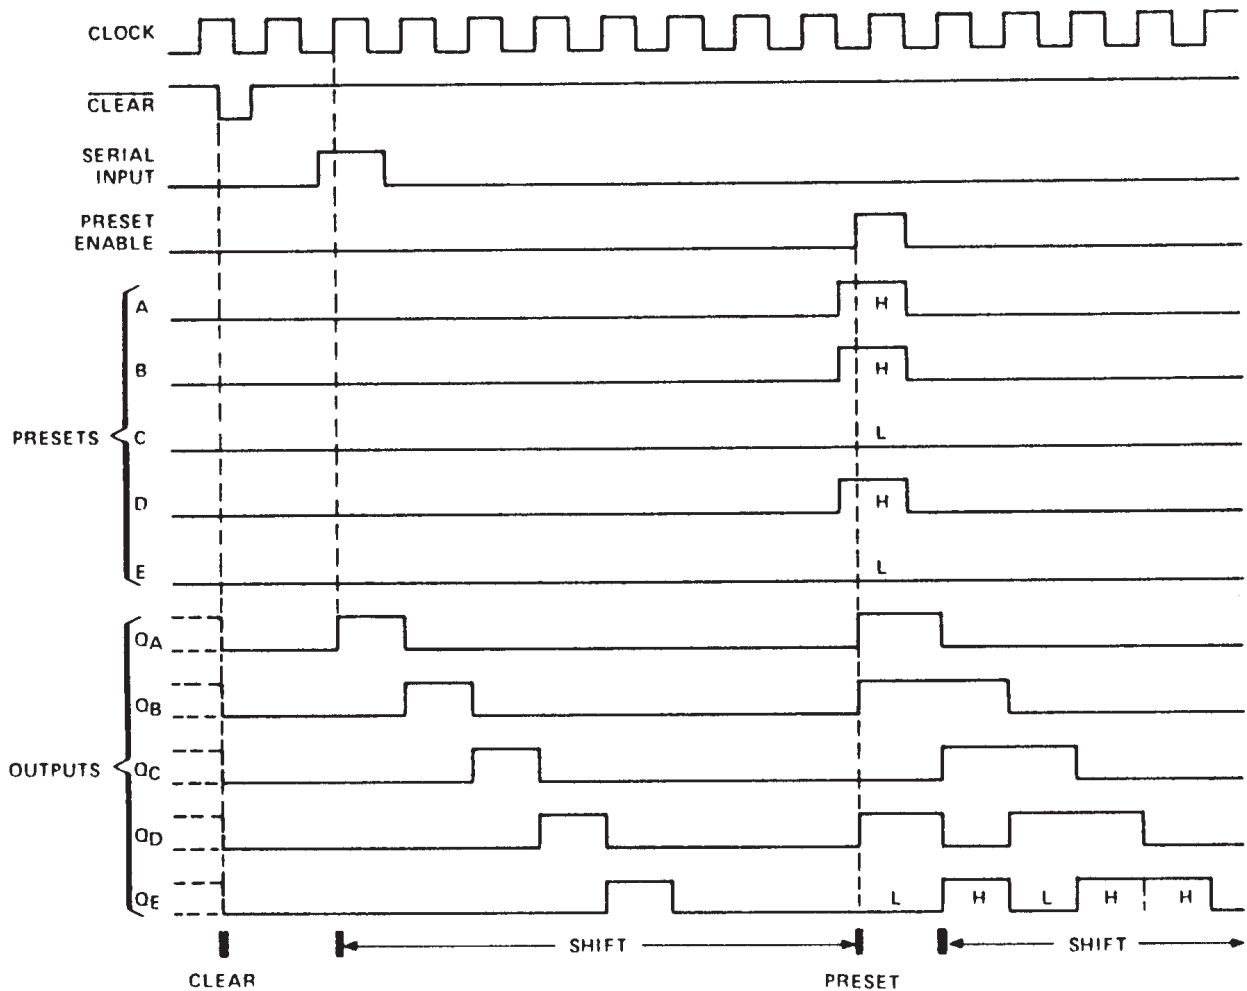 CLOCK
CLEAR
SERIAL
INPUT
PRESET
ENABLE
A
H
B
H
PRESETS
C
L
D
H
E
L
QA
QB
OUTPUTS
QC
QD
QE
L H L H H
SHIFT SHIFT
CLEAR PRESET